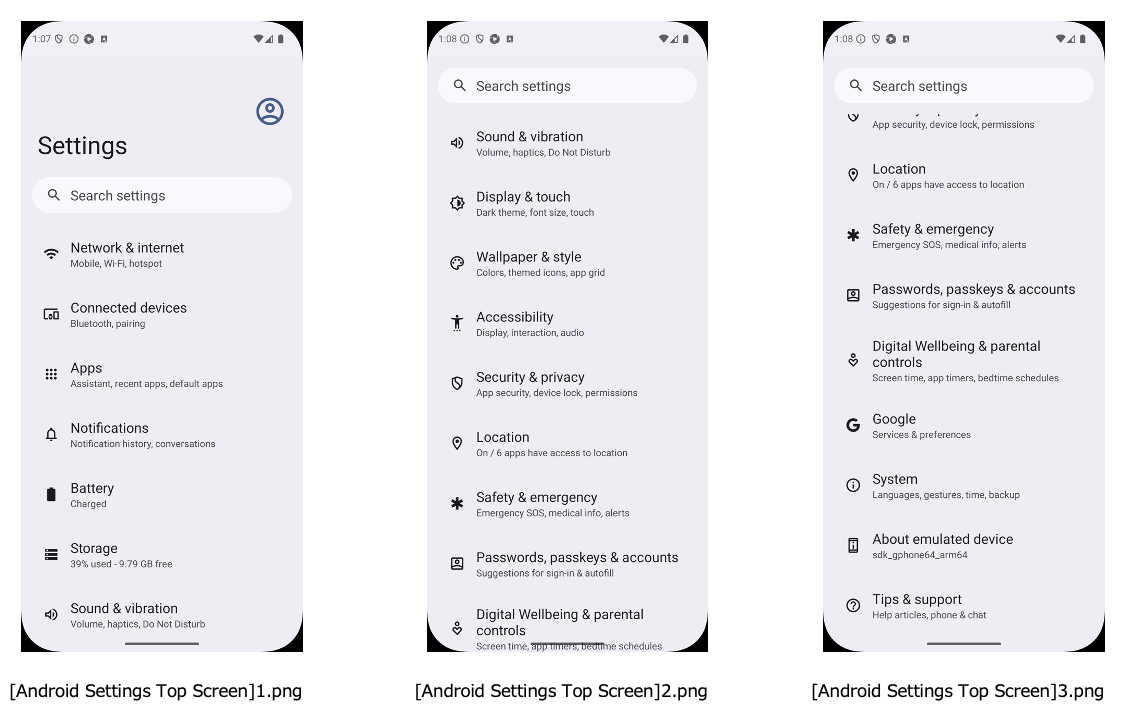 1:07
Settings
Search settings
Network & internet
Mobile, Wi-Fi, hotspot
Connected devices
Bluetooth, pairing
Apps
Assistant, recent apps, default apps
Notifications
Notification history, conversations
Battery
Charged
Storage
39% used - 9.79 GB free
Sound & vibration
Volume, haptics, Do Not Disturb
[Android Settings Top Screen]1.png
1:08
Search settings
Sound & vibration
Volume, haptics, Do Not Disturb
Display & touch
Dark theme, font size, touch
Wallpaper & style
Colors, themed icons, app grid
Accessibility
Display, interaction, audio
Security & privacy
App security, device lock, permissions
Location
On / 6 apps have access to location
Safety & emergency
Emergency SOS, medical info, alerts
Passwords, passkeys & accounts
Suggestions for sign-in & autofill
Digital Wellbeing & parental
controls
Screen time, app timers, bedtime schedules
[Android Settings Top Screen]2.png
1:08
Search settings
App security, device lock, permissions
Location
On / 6 apps have access to location
Safety & emergency
Emergency SOS, medical info, alerts
Passwords, passkeys & accounts
Suggestions for sign-in & autofill
Digital Wellbeing & parental
controls
Screen time, app timers, bedtime schedules
Google
Services & preferences
System
Languages, gestures, time, backup
About emulated device
sdk_gphone64_arm64
Tips & support
Help articles, phone & chat
[Android Settings Top Screen]3.png